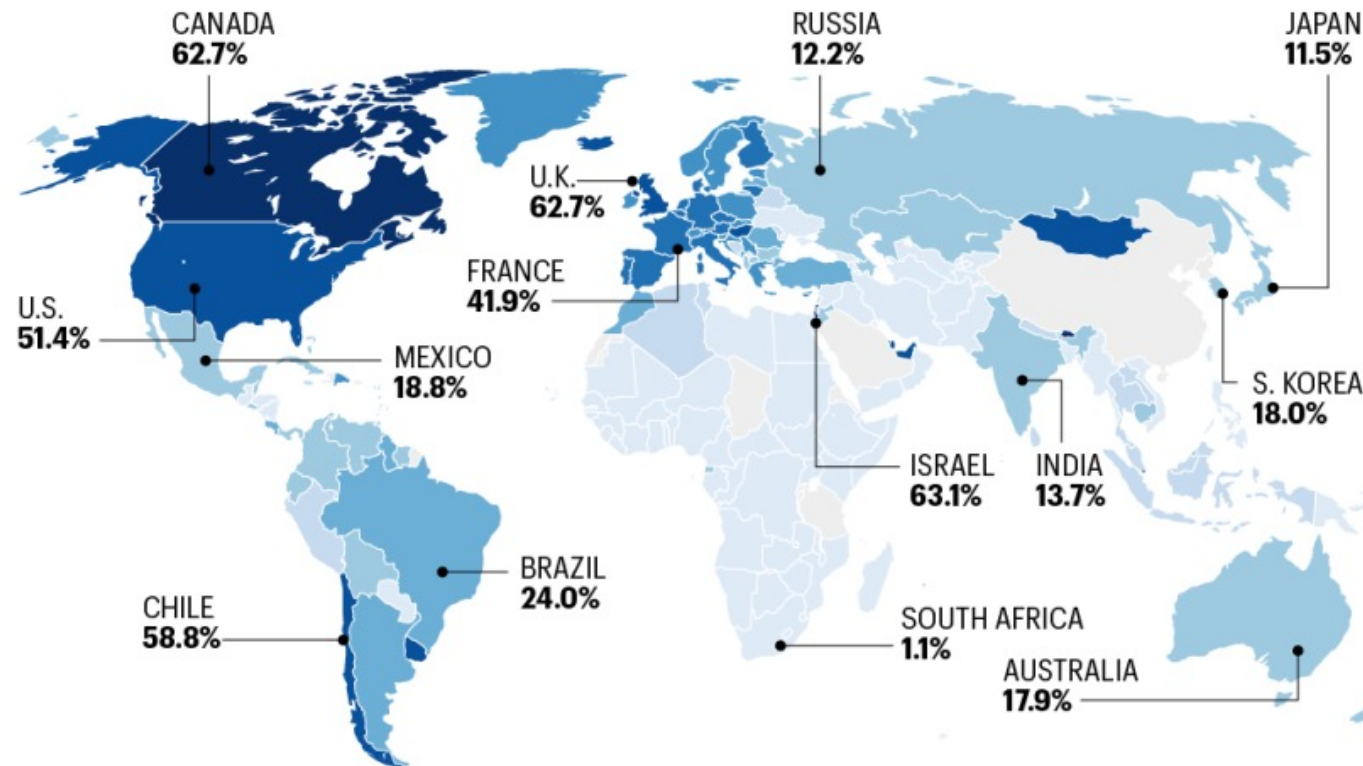 CANADA
62.7%
RUSSIA
12.2%
JAPAN
11.5%
U.K.
62.7%
FRANCE
41.9%
U.S.
51.4%
MEXICO
18.8%
S. KOREA
18.0%
ISRAEL
63.1%
INDIA
13.7%
BRAZIL
24.0%
CHILE
58.8%
SOUTH AFRICA
1.1%
AUSTRALIA
17.9%